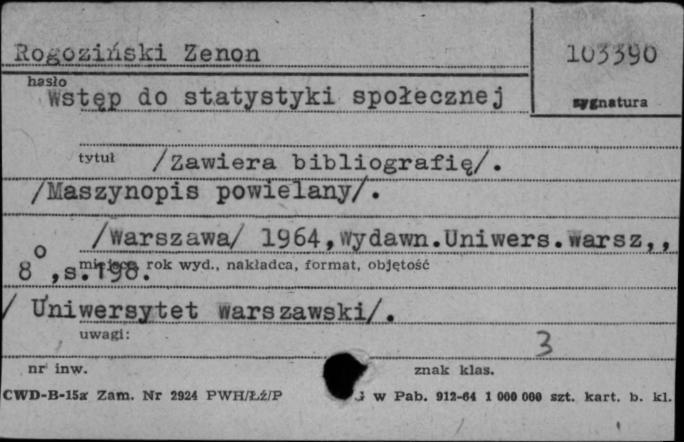 Rogoziński Zenon
103390
hasło
Wstęp do statystyki społecznej
sygnatura
tytuł /Zawiera bibliografię/.
/Maszynopis powielany/.
/Warszawa/ 1964,Wydawn.Uniwers.Warsz,,
miejsce, rok wyd., nakładca, format, objętość
8°,s.198.
/ Uniwersytet Warszawski/.
uwagi:
3
nr inw.
znak klas.
CWD-B-15a Zam. Nr 2924 PWH/Łź/P G w Pab. 912-64 1 000 000 szt. kart. b. kl.